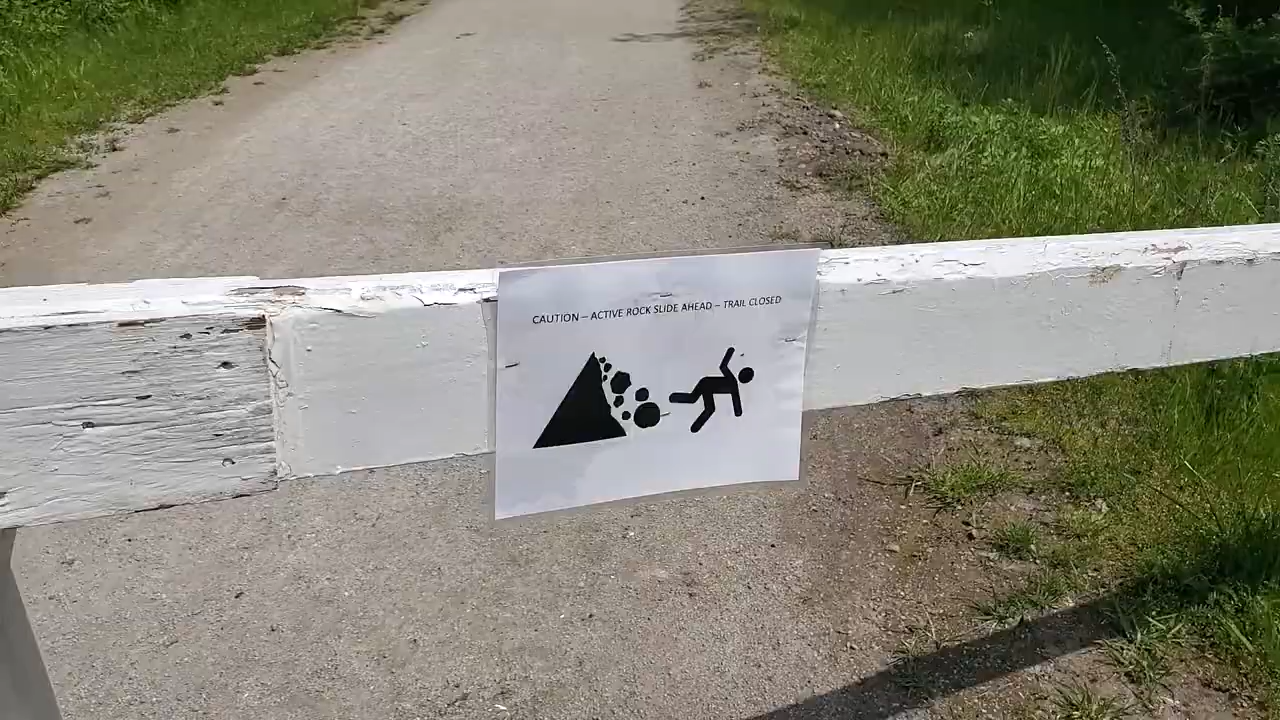 CAUTION – ACTIVE ROCK SLIDE AHEAD – TRAIL CLOSED